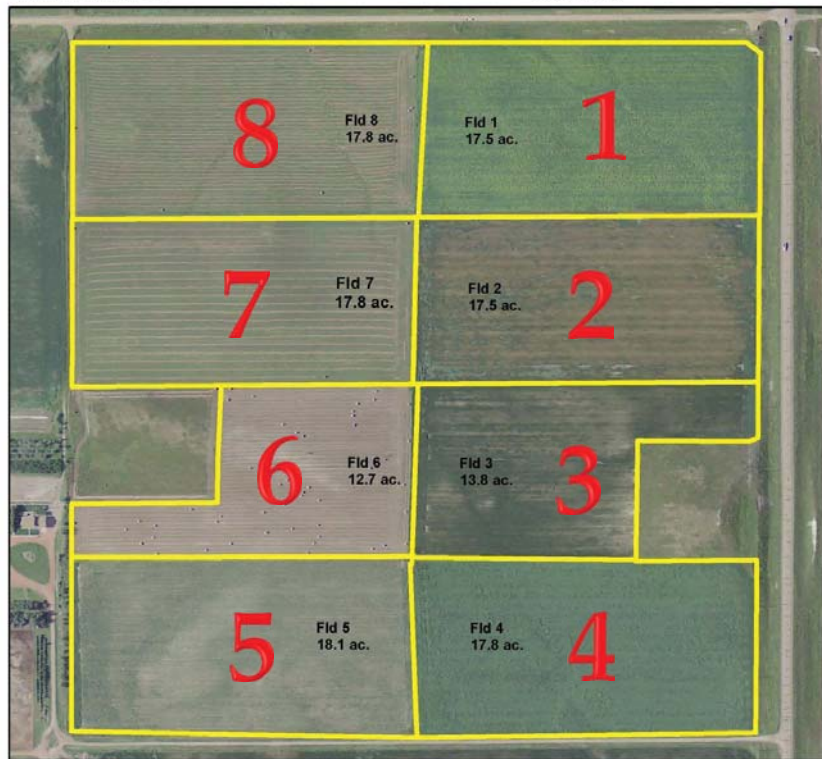 8
Fld 8
17.8 ac.
Fld 1
17.5 ac.
1
7
Fld 7
17.8 ac.
Fld 2
17.5 ac.
2
6
Fld 6
12.7 ac.
Fld 3
13.8 ac.
3
5
Fld 5
18.1 ac.
Fld 4
17.8 ac.
4